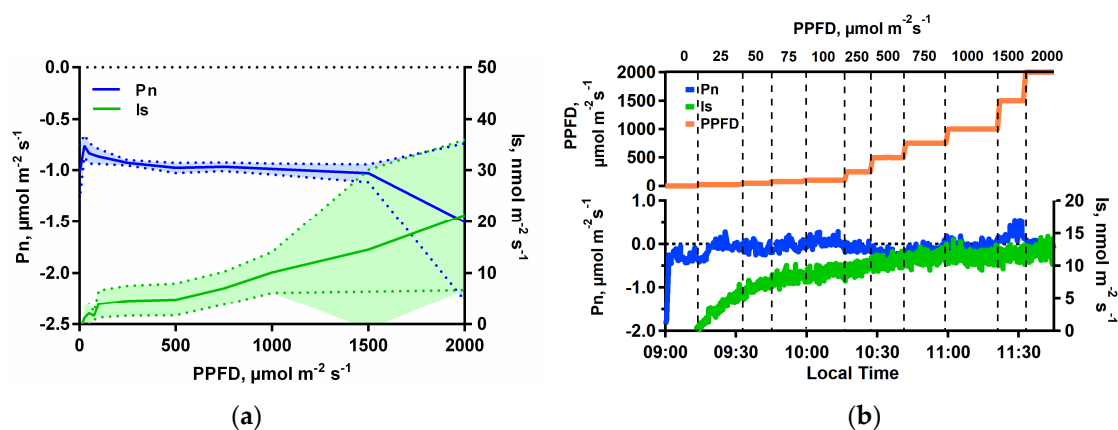 0.0
-0.5
-1.0
-1.5
-2.0
-2.5
Pn, µmol m⁻² s⁻¹
Pn
Is
50
40
30
20
10
0
Is, nmol m⁻² s⁻¹
0 500 1000 1500 2000
PPFD, µmol m⁻² s⁻¹
(a)
PPFD, µmol m⁻²s⁻¹
0 25 50 75 100 250 500 750 1000 1500 2000
2000
1500
1000
500
0
PPFD,
µmol m⁻² s⁻¹
Pn
Is
PPFD
1.0
0.0
-1.0
-2.0
Pn, µmol m⁻² s⁻¹
20
15
10
5
0
Is, nmol m⁻² s⁻¹
09:00 09:30 10:00 10:30 11:00 11:30
Local Time
(b)